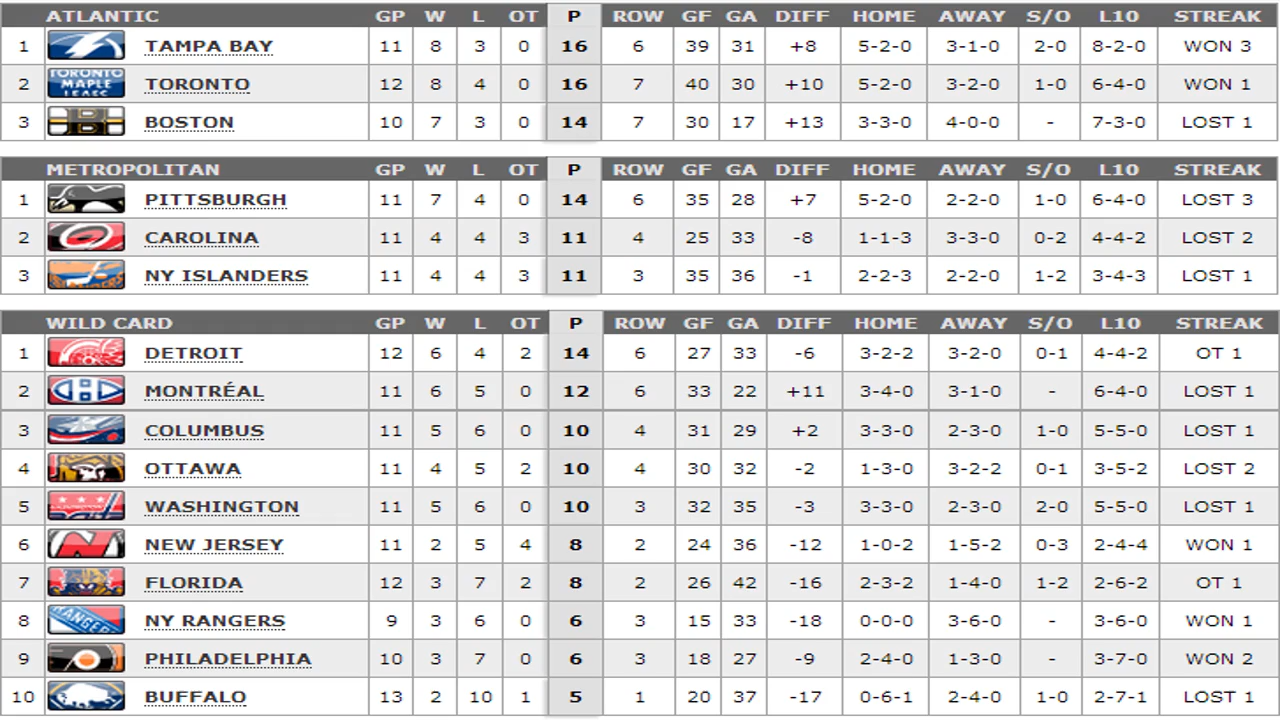 ATLANTIC GP W L OT P ROW GF GA DIFF HOME AWAY S/O L10 STREAK
1 TAMPA BAY 11 8 3 0 16 6 39 31 +8 5-2-0 3-1-0 2-0 8-2-0 WON 3
2 TORONTO MAPLE LEAFS TORONTO 12 8 4 0 16 7 40 30 +10 5-2-0 3-2-0 1-0 6-4-0 WON 1
3 B BOSTON 10 7 3 0 14 7 30 17 +13 3-3-0 4-0-0 - 7-3-0 LOST 1
METROPOLITAN GP W L OT P ROW GF GA DIFF HOME AWAY S/O L10 STREAK
1 PITTSBURGH 11 7 4 0 14 6 35 28 +7 5-2-0 2-2-0 1-0 6-4-0 LOST 3
2 CAROLINA 11 4 4 3 11 4 25 33 -8 1-1-3 3-3-0 0-2 4-4-2 LOST 2
3 NY ISLANDERS 11 4 4 3 11 3 35 36 -1 2-2-3 2-2-0 1-2 3-4-3 LOST 1
WILD CARD GP W L OT P ROW GF GA DIFF HOME AWAY S/O L10 STREAK
1 DETROIT 12 6 4 2 14 6 27 33 -6 3-2-2 3-2-0 0-1 4-4-2 OT 1
2 MONTRÉAL 11 6 5 0 12 6 33 22 +11 3-4-0 3-1-0 - 6-4-0 LOST 1
3 COLUMBUS 11 5 6 0 10 4 31 29 +2 3-3-0 2-3-0 1-0 5-5-0 LOST 1
4 OTTAWA 11 4 5 2 10 4 30 32 -2 1-3-0 3-2-2 0-1 3-5-2 LOST 2
5 WASHINGTON 11 5 6 0 10 3 32 35 -3 3-3-0 2-3-0 2-0 5-5-0 LOST 1
6 NEW JERSEY 11 2 5 4 8 2 24 36 -12 1-0-2 1-5-2 0-3 2-4-4 WON 1
7 FLORIDA 12 3 7 2 8 2 26 42 -16 2-3-2 1-4-0 1-2 2-6-2 OT 1
8 RANGERS NY RANGERS 9 3 6 0 6 3 15 33 -18 0-0-0 3-6-0 - 3-6-0 WON 1
9 PHILADELPHIA 10 3 7 0 6 3 18 27 -9 2-4-0 1-3-0 - 3-7-0 WON 2
10 BUFFALO 13 2 10 1 5 1 20 37 -17 0-6-1 2-4-0 1-0 2-7-1 LOST 1